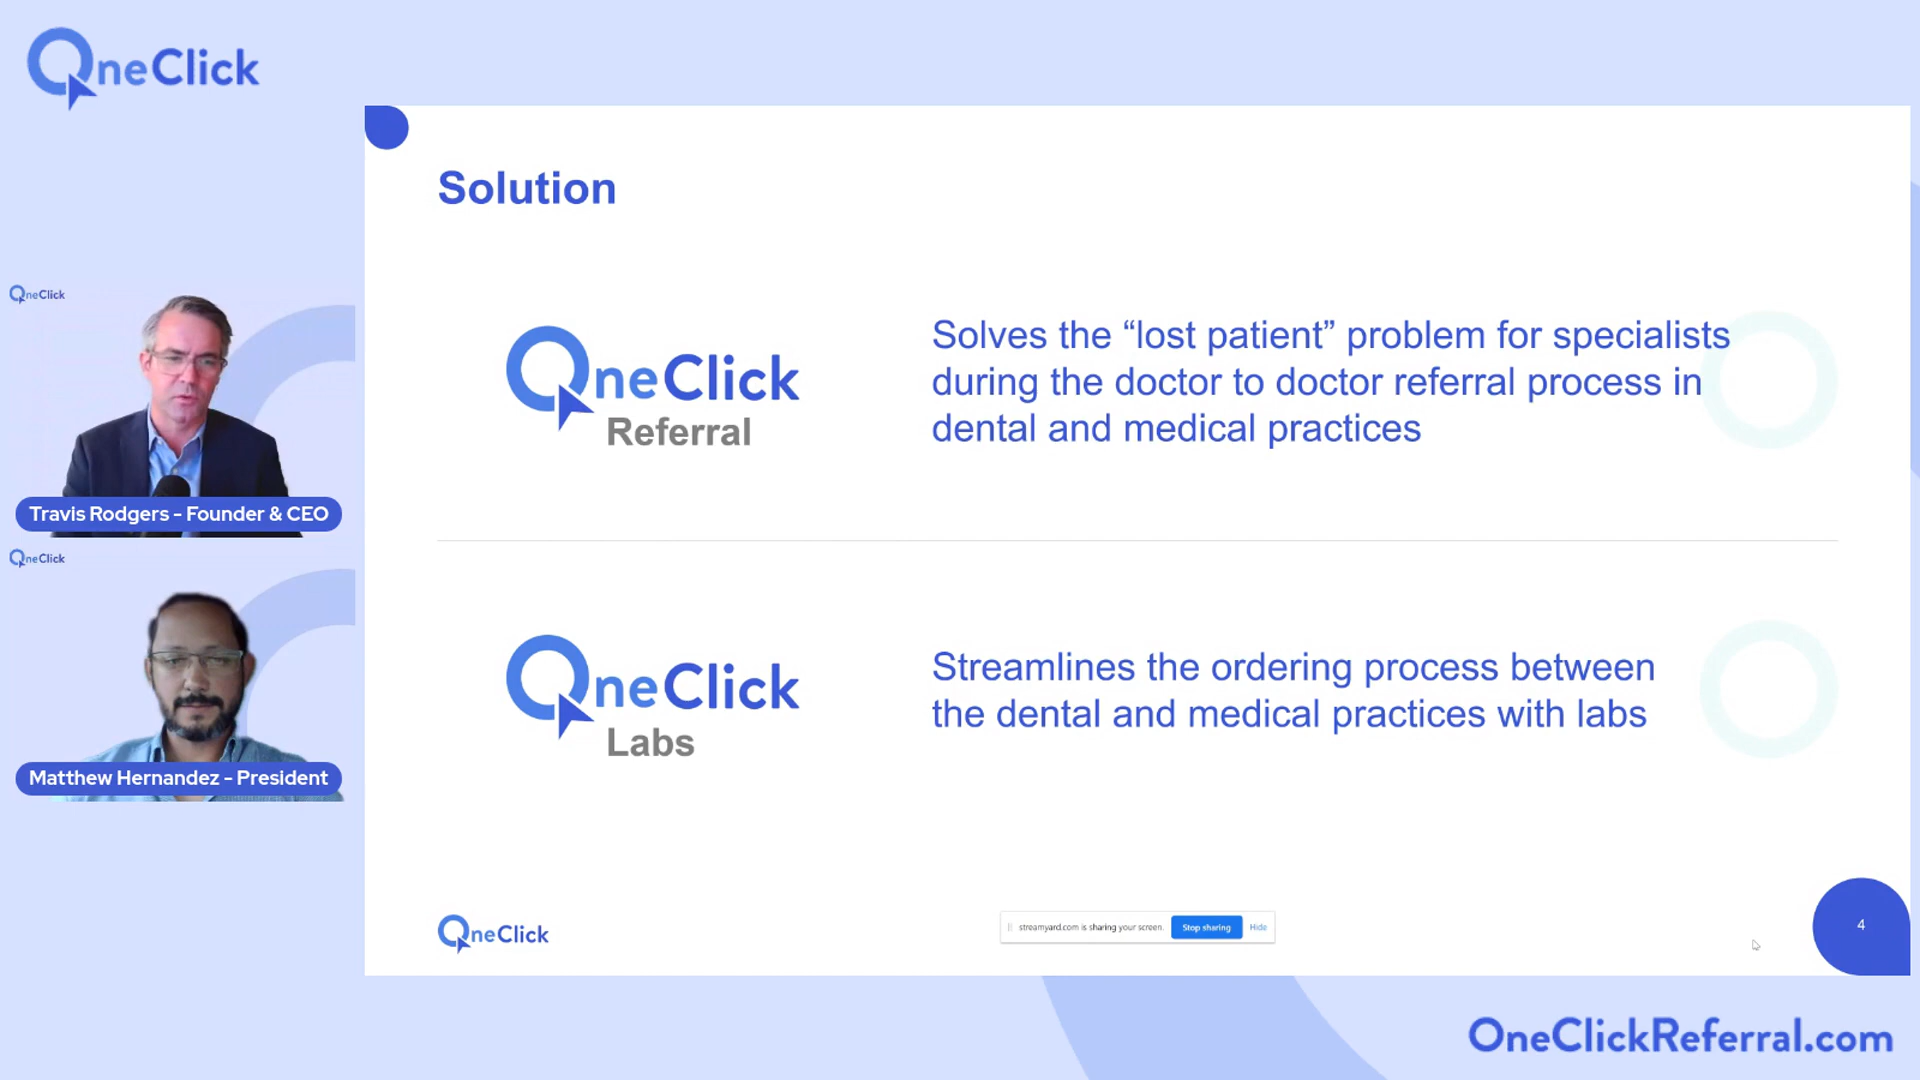 OneClick
OneClick
Travis Rodgers - Founder & CEO
OneClick
Matthew Hernandez - President
Solution
OneClick
Referral
Solves the “lost patient” problem for specialists
during the doctor to doctor referral process in
dental and medical practices
OneClick
Labs
Streamlines the ordering process between
the dental and medical practices with labs
OneClick
streamyard.com is sharing your screen. Stop sharing Hide
4
OneClickReferral.com